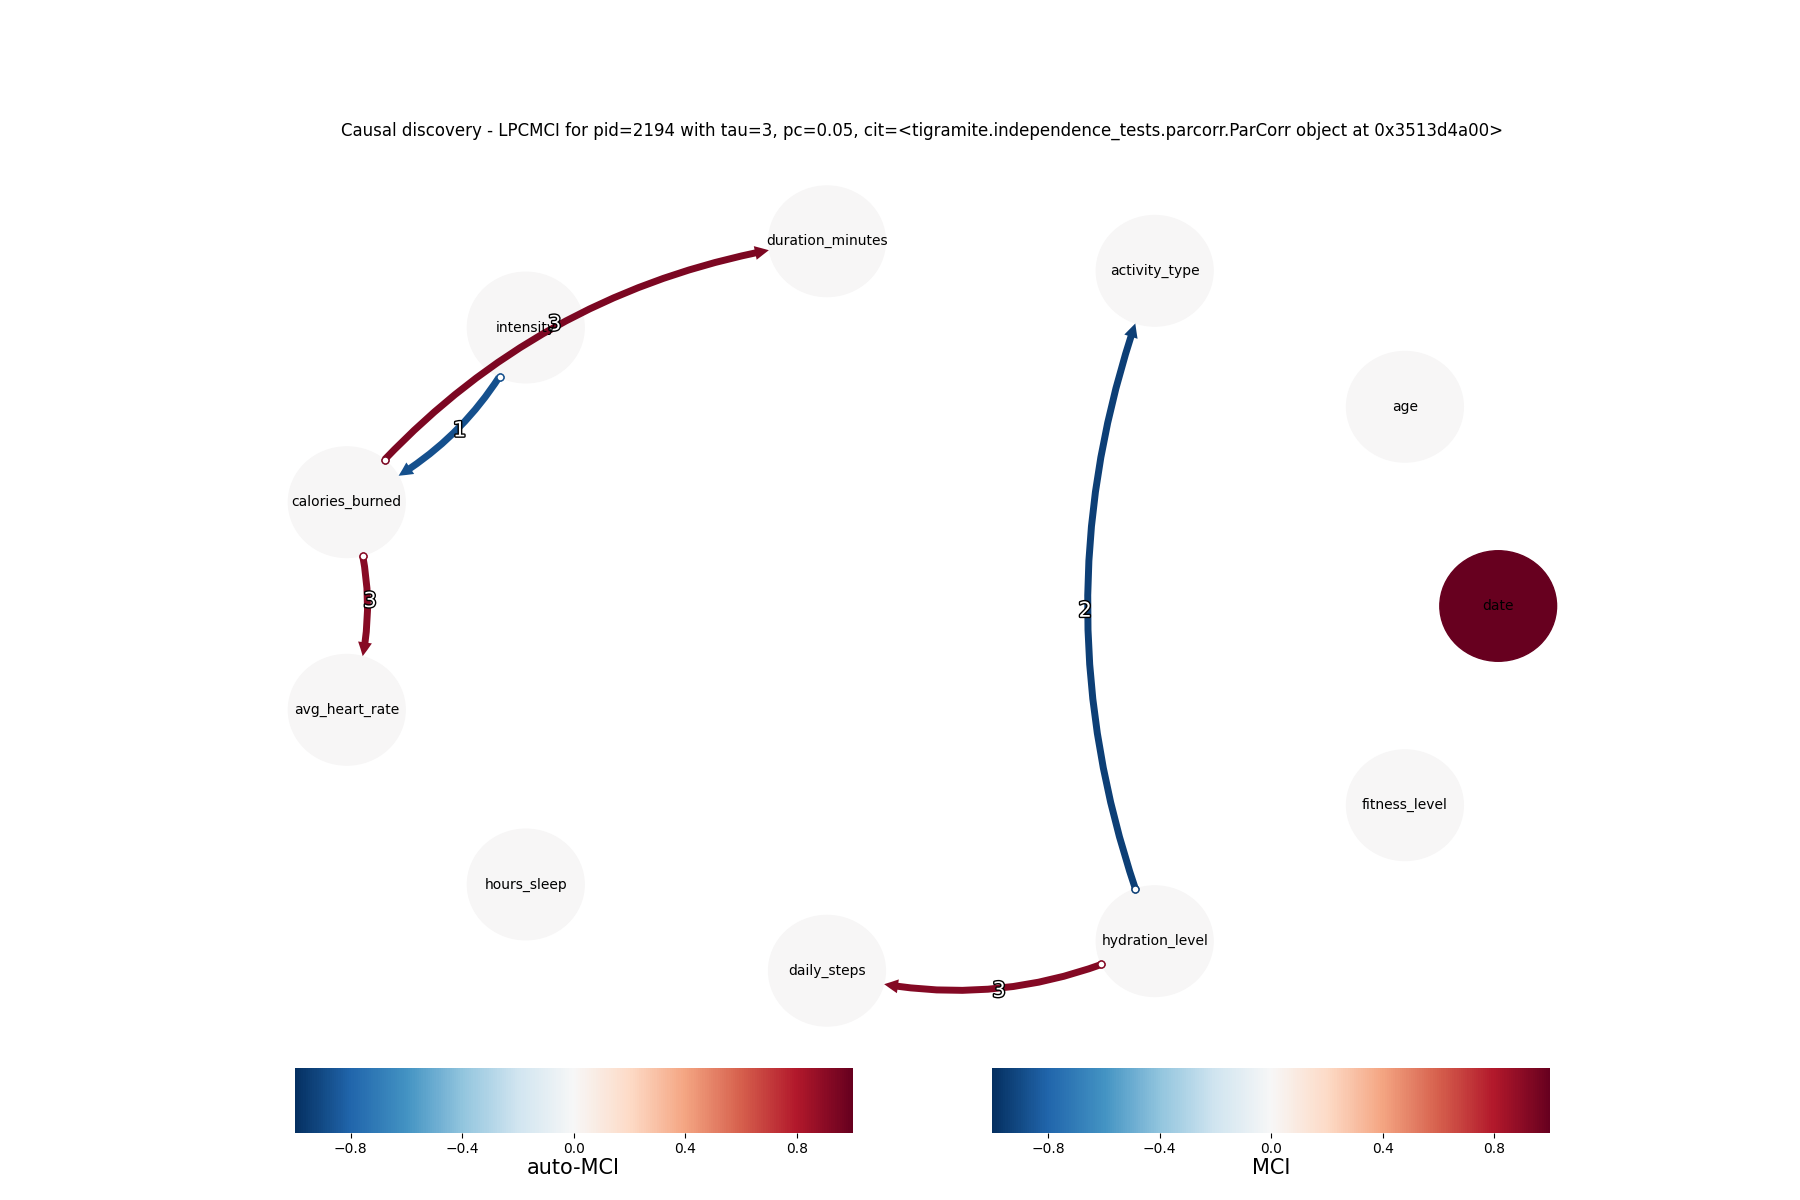 Causal discovery - LPCMCI for pid=2194 with tau=3, pc=0.05, cit=<tigramite.independence_tests.parcorr.ParCorr object at 0x3513d4a00>
duration_minutes
activity_type
intensity
3
age
1
calories_burned
3
date
2
avg_heart_rate
fitness_level
hours_sleep
hydration_level
daily_steps
3
−0.8 −0.4 0.0 0.4 0.8
auto-MCI
−0.8 −0.4 0.0 0.4 0.8
MCI